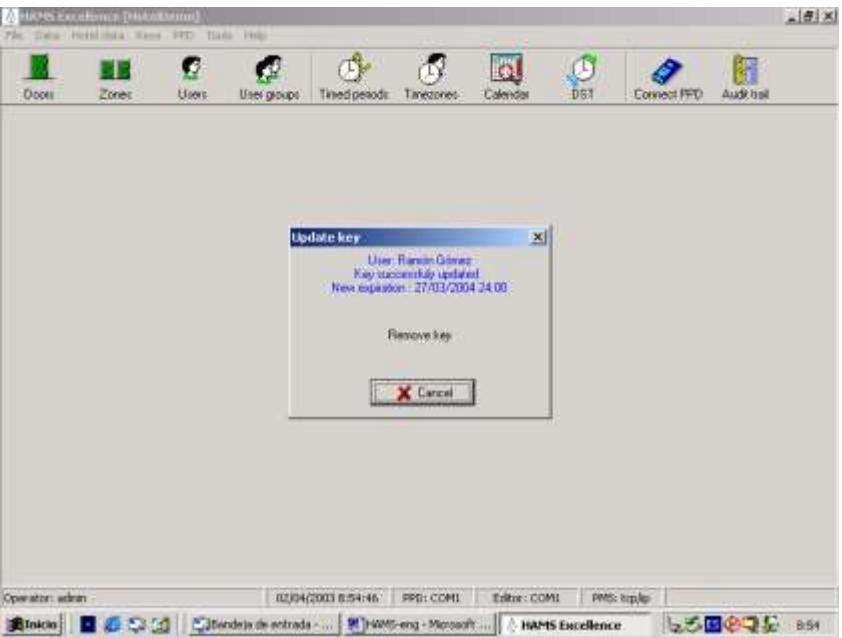 HAMS Excellence [HotelDemo]
File Data Hotel data Keys PPD Tools Help
Doors Zones Users User groups Timed periods Timezones Calendar DST Connect PPD Audit trail
Update key
User: Ramón Gómez
Key successfuly updated
New expiration : 27/03/2004 24:00
Remove key
Cancel
Operator: admin 02/04/2003 8:54:46 PPD: COM1 Editor: COM1 PMS: tcp/ip
Inicio Bandeja de entrada - ... HAMS-eng - Microsoft ... HAMS Excellence 8:54